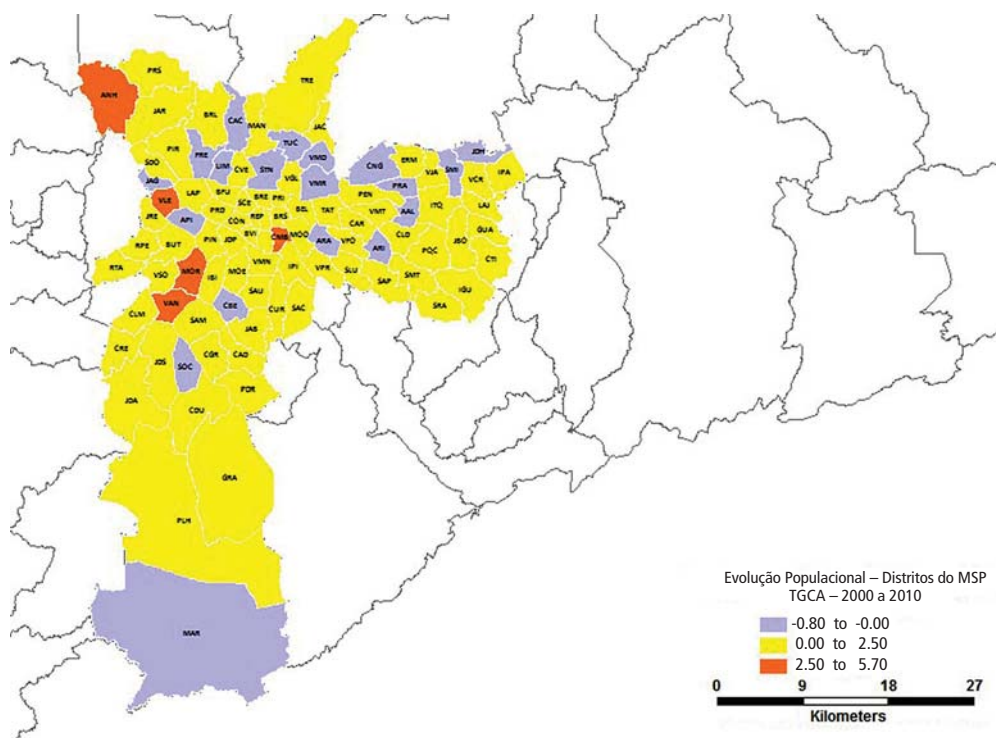 PRS
TRE
ANH
JAR
BRL
CAC
MAN
JAC
TUC
PIR
FRE
LIM
CVE
STN
VMD
CNG
ERM
VJA
SMI
JDH
VCR
IPA
SDO
JAG
VGL
VMR
PRA
PEN
VLE
LAP
BFU
SCE
BRE
PRI
BEL
TAT
VMT
AAL
ITQ
LAJ
JRE
API
PRD
CON
REP
BRS
CAR
GUA
RPE
BUT
PIN
JDP
BVI
CMB
MOO
ARA
VFO
ARI
CLD
PQC
JBO
CTI
RTA
VSO
MOR
IBI
MOE
VMN
IPI
VPR
SLU
SAP
SMT
IGU
VAN
SAU
SRA
CLM
SAM
CBE
CUR
SAC
JAB
CRE
JDS
SOC
CGR
CAD
PDR
JDA
CDU
GRA
PLH
MAR
Evolução Populacional – Distritos do MSP
TGCA – 2000 a 2010
-0.80 to -0.00
0.00 to 2.50
2.50 to 5.70
0 9 18 27
Kilometers